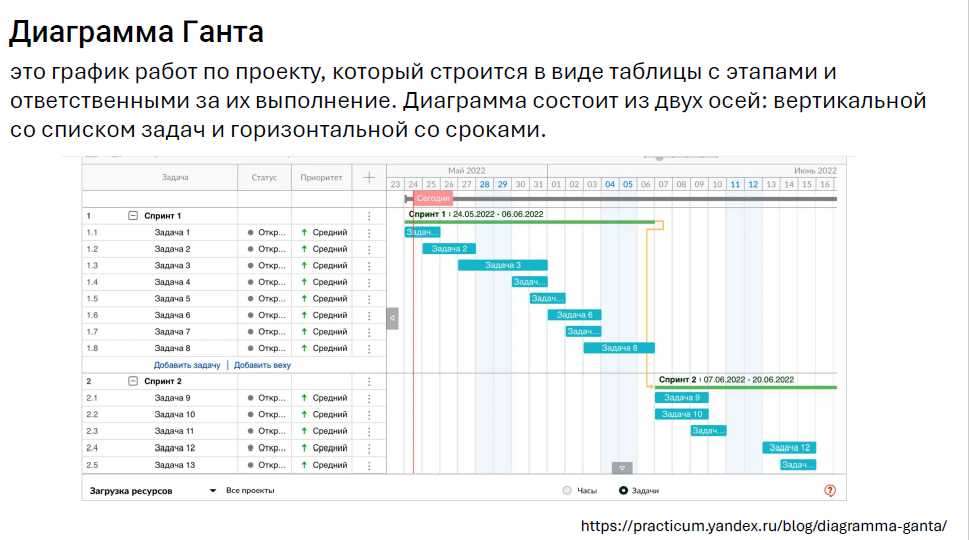 Диаграмма Ганта
это график работ по проекту, который строится в виде таблицы с этапами и
ответственными за их выполнение. Диаграмма состоит из двух осей: вертикальной
со списком задач и горизонтальной со сроками.
Май 2022 Июнь 2022
Задача Статус Приоритет
23 24 25 26 27 28 29 30 31 01 02 03 04 05 06 07 08 09 10 11 12 13 14 15 16
Сегодня
1 Спринт 1 Спринт 1 24.05.2022 - 06.06.2022
1.1 Задача 1 Откр... Средний Задач...
1.2 Задача 2 Откр... Средний Задача 2
1.3 Задача 3 Откр... Средний Задача 3
1.4 Задача 4 Откр... Средний Задач...
1.5 Задача 5 Откр... Средний Задач...
1.6 Задача 6 Откр... Средний Задача 6
1.7 Задача 7 Откр... Средний Задач...
1.8 Задача 8 Откр... Средний Задача 8
Добавить задачу | Добавить веху
2 Спринт 2 Спринт 2 07.06.2022 - 20.06.2022
2.1 Задача 9 Откр... Средний Задача 9
2.2 Задача 10 Откр... Средний Задача 10
2.3 Задача 11 Откр... Средний Задач...
2.4 Задача 12 Откр... Средний Задача 12
2.5 Задача 13 Откр... Средний Задач...
Загрузка ресурсов Все проекты Часы Задачи ?
https://practicum.yandex.ru/blog/diagramma-ganta/